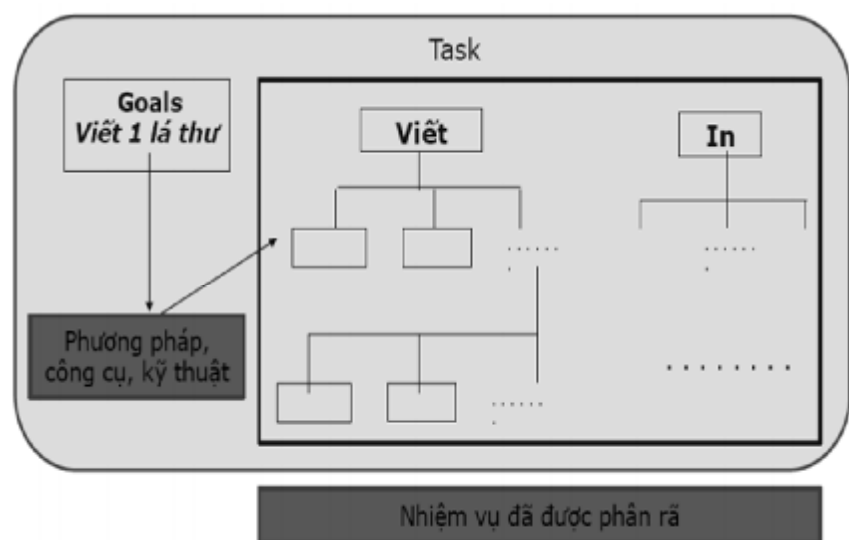 Task
Goals
Viết 1 lá thư
Viết
In
.......
.
.......
.
Phương pháp,
công cụ, kỹ thuật
.......
.
........
Nhiệm vụ đã được phân rã